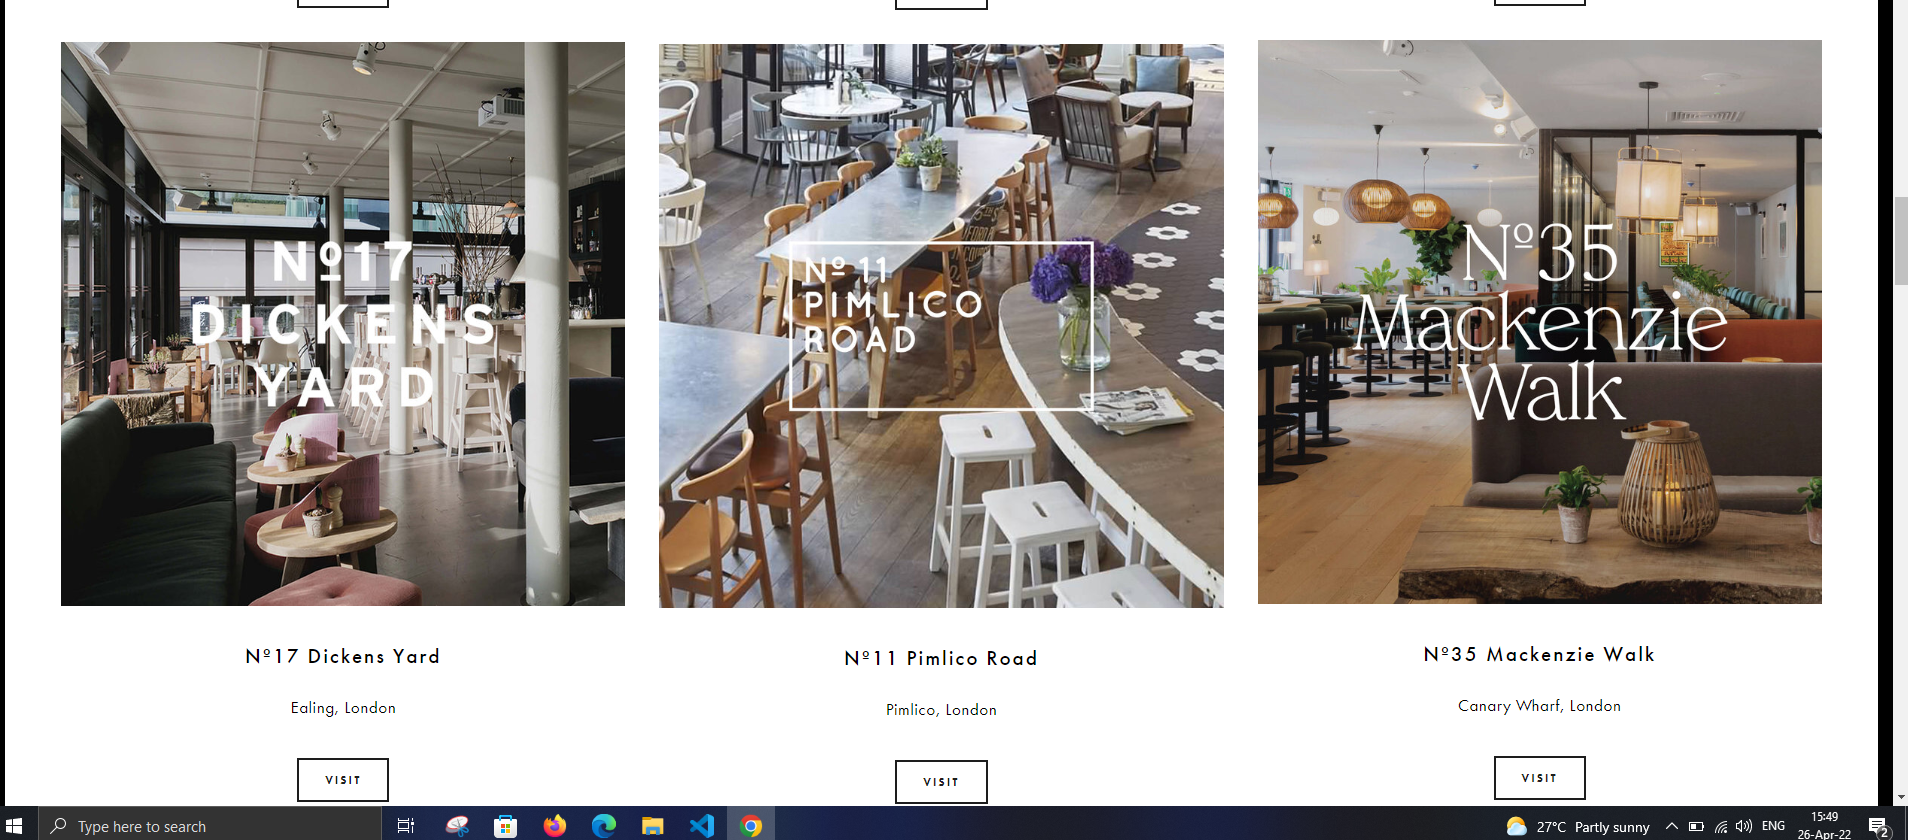 Nº17
DICKENS
YARD
Nº11
PIMLICO
ROAD
Nº35
Mackenzie
Walk
Nº17 Dickens Yard
Nº11 Pimlico Road
Nº35 Mackenzie Walk
Ealing, London
Pimlico, London
Canary Wharf, London
VISIT
VISIT
VISIT
Type here to search
27°C Partly sunny
ENG
15:49
26-Apr-22
2